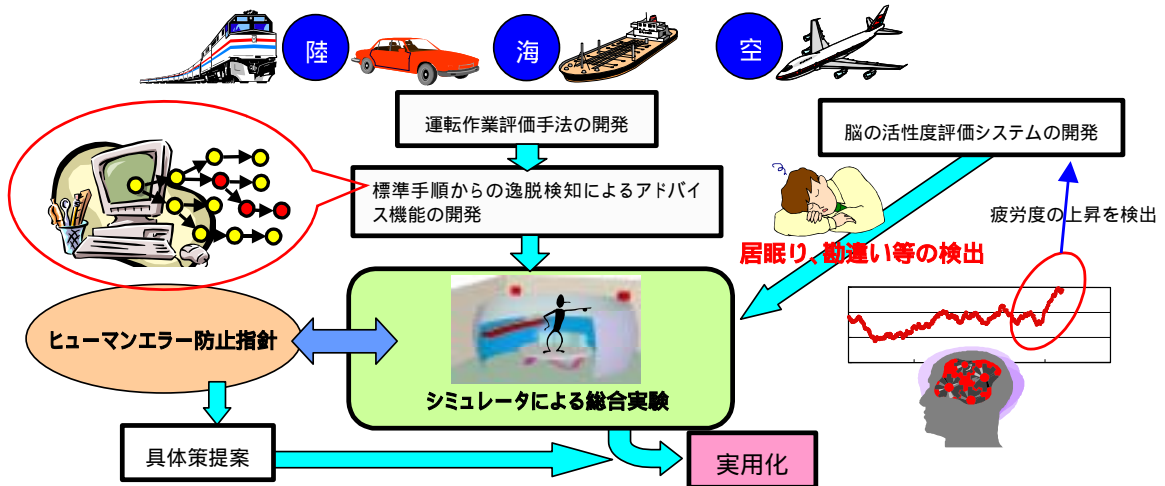 陸
海
空
運転作業評価手法の開発
脳の活性度評価システムの開発
標準手順からの逸脱検知によるアドバイ
ス機能の開発
疲労度の上昇を検出
居眠り、勘違い等の検出
ヒューマンエラー防止指針
シミュレータによる総合実験
具体策提案
実用化